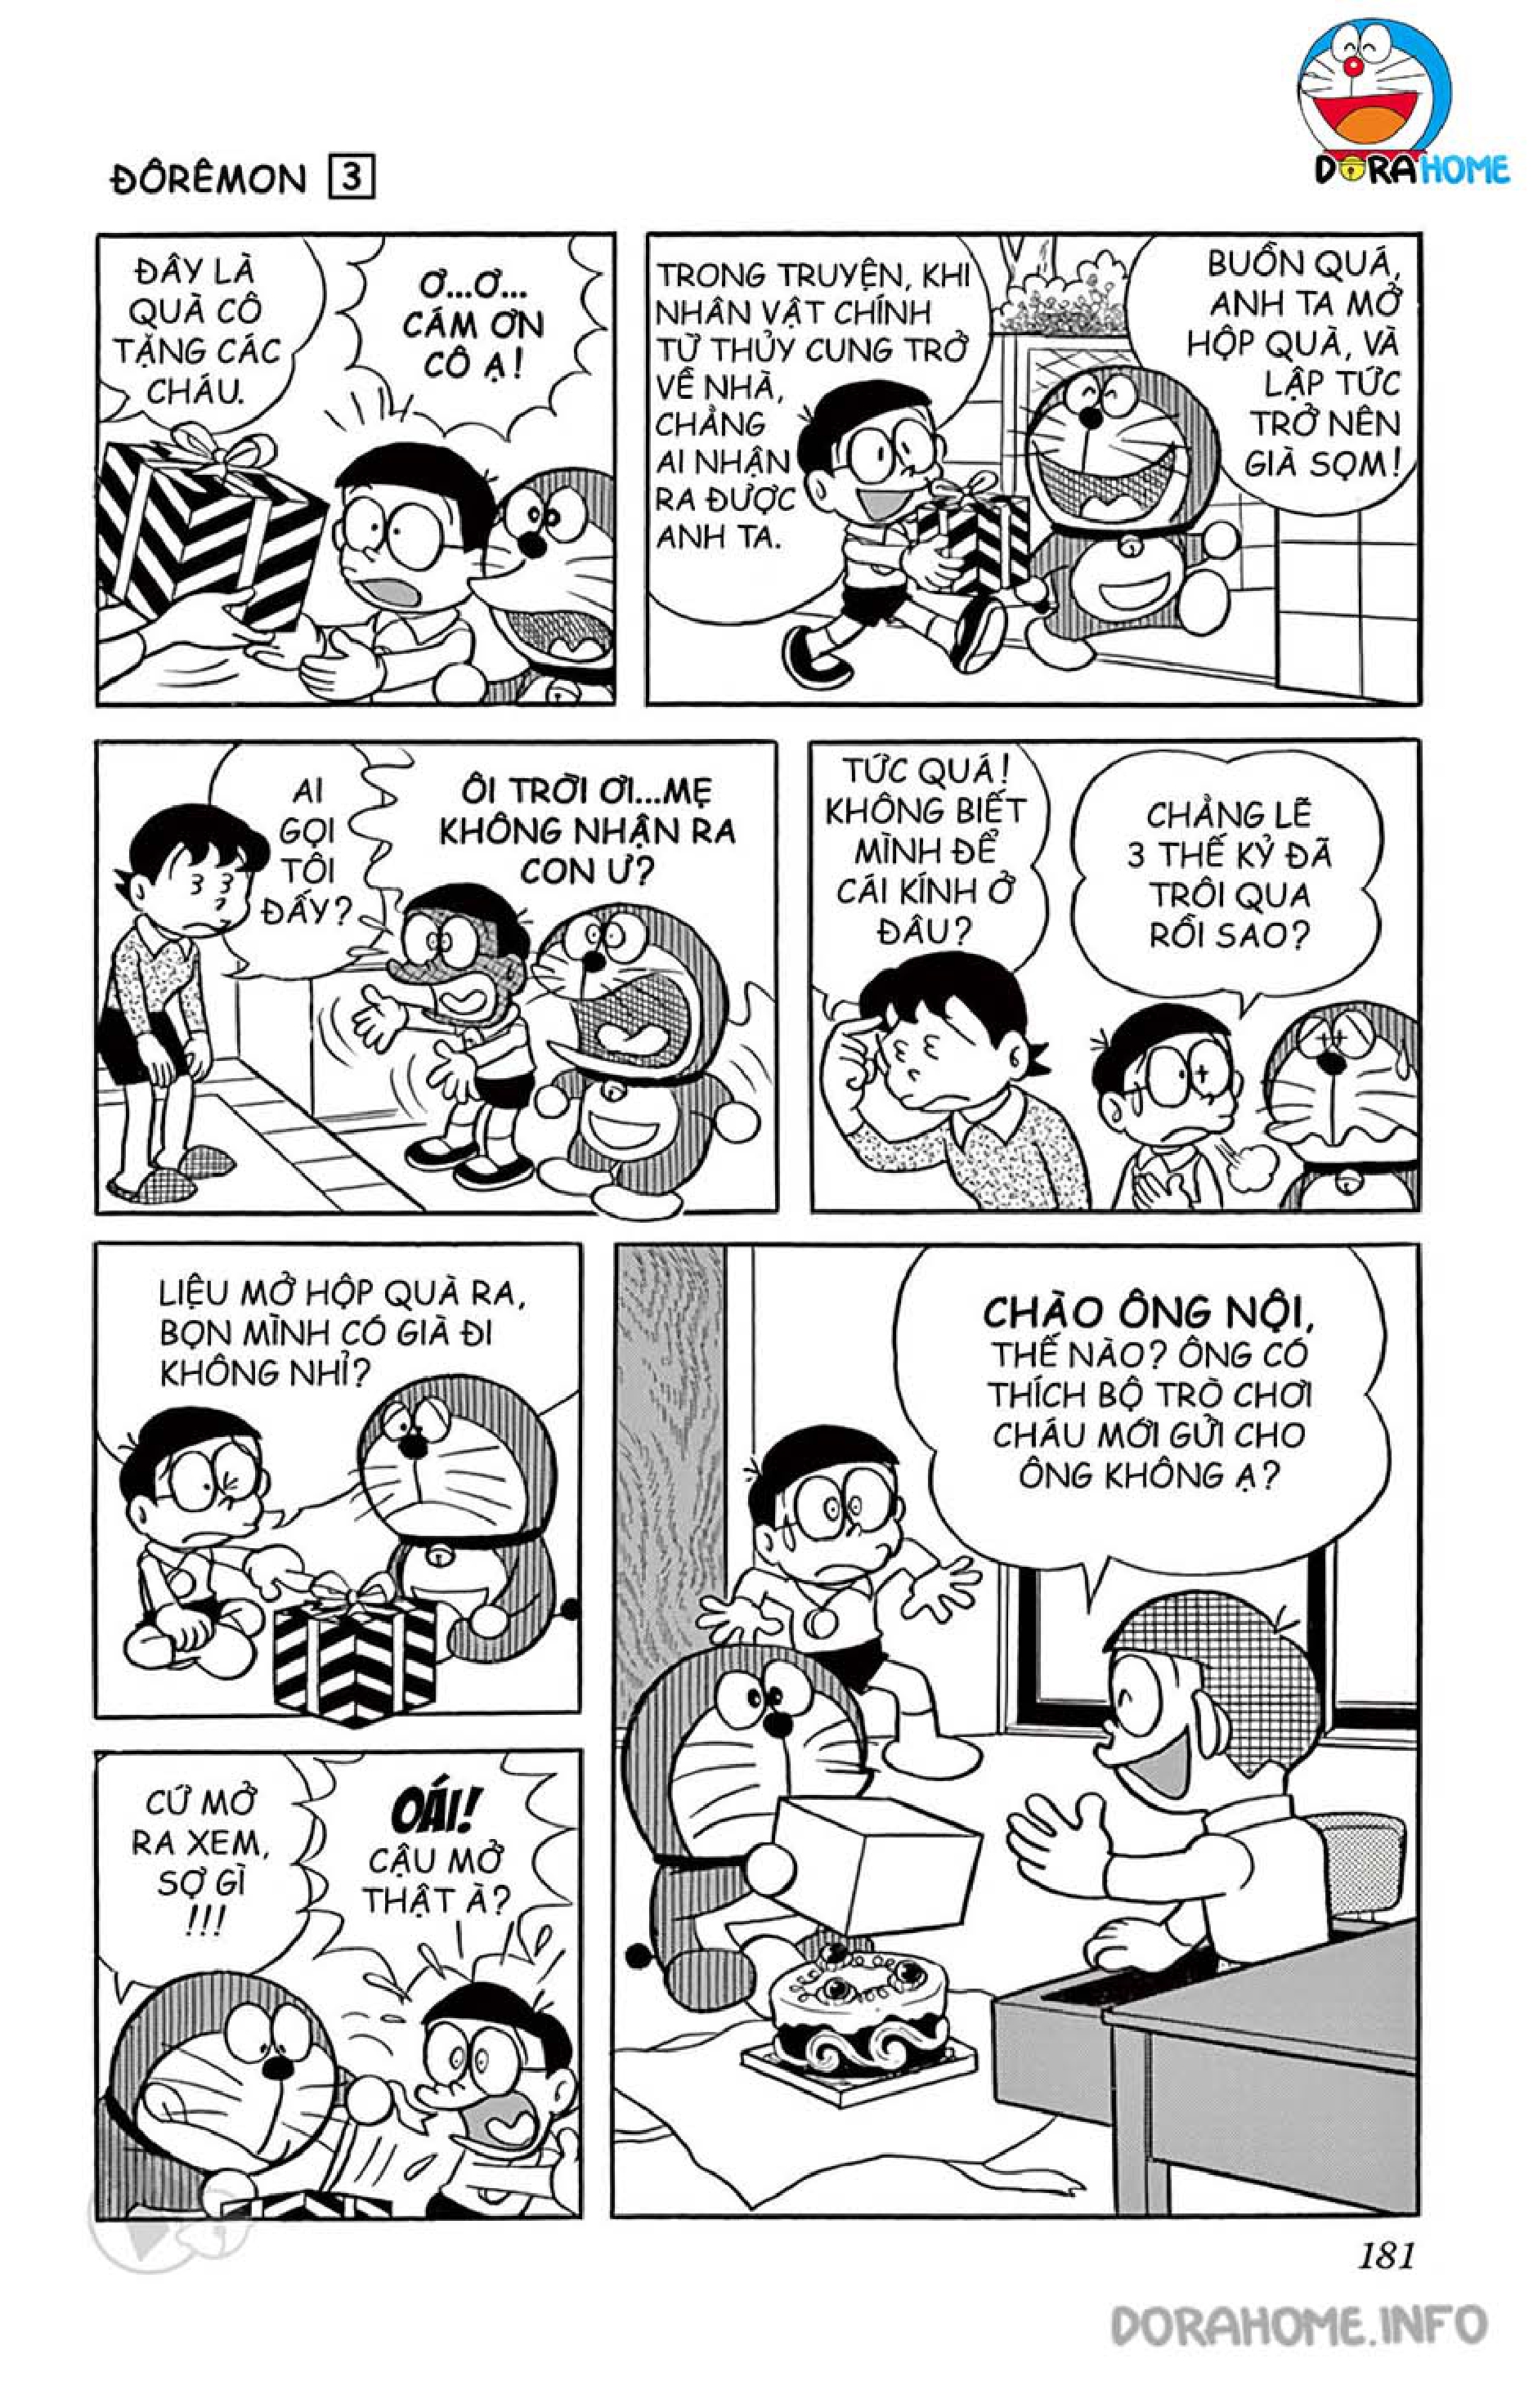 DORAHOME
ĐÔRÊMON 3
ĐÂY LÀ
QUÀ CÔ
TẶNG CÁC
CHÁU.
Ơ...Ơ...
CÁM ƠN
CÔ Ạ!
TRONG TRUYỆN, KHI
NHÂN VẬT CHÍNH
TỪ THỦY CUNG TRỞ
VỀ NHÀ,
CHẲNG
AI NHẬN
RA ĐƯỢC
ANH TA.
BUỒN QUÁ,
ANH TA MỞ
HỘP QUÀ, VÀ
LẬP TỨC
TRỞ NÊN
GIÀ SỌM!
AI
GỌI
TÔI
ĐẤY?
ÔI TRỜI ƠI...MẸ
KHÔNG NHẬN RA
CON Ư?
TỨC QUÁ!
KHÔNG BIẾT
MÌNH ĐỂ
CÁI KÍNH Ở
ĐÂU?
CHẲNG LẼ
3 THẾ KỶ ĐÃ
TRÔI QUA
RỒI SAO?
LIỆU MỞ HỘP QUÀ RA,
BỌN MÌNH CÓ GIÀ ĐI
KHÔNG NHỈ?
CỨ MỞ
RA XEM,
SỢ GÌ
!!!
OÁI!
CẬU MỞ
THẬT À?
CHÀO ÔNG NỘI,
THẾ NÀO? ÔNG CÓ
THÍCH BỘ TRÒ CHƠI
CHÁU MỚI GỬI CHO
ÔNG KHÔNG Ạ?
181
DORAHOME.INFO